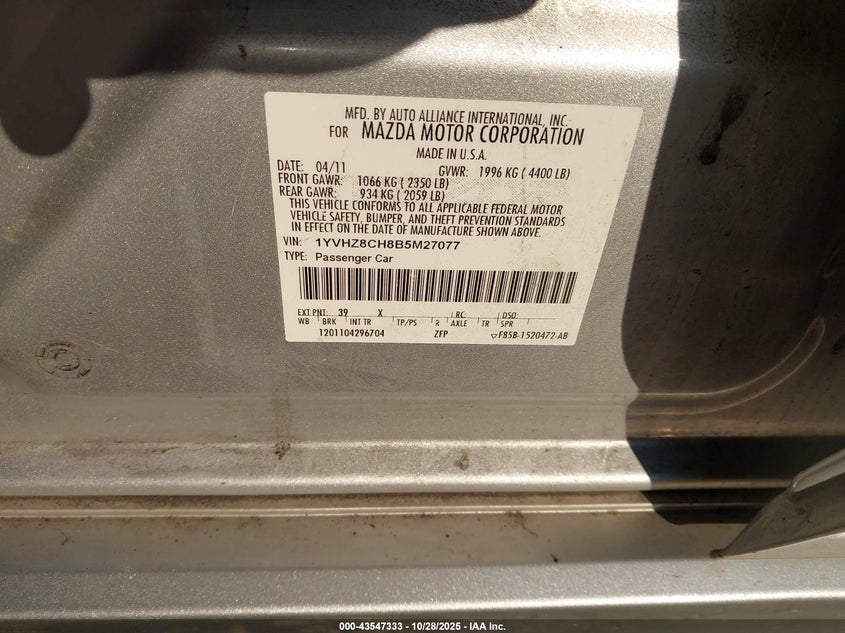 MFD. BY AUTO ALLIANCE INTERNATIONAL, INC.
FOR MAZDA MOTOR CORPORATION
MADE IN U.S.A.
DATE: 04/11 GVWR: 1996 KG ( 4400 LB)
FRONT GAWR: 1066 KG ( 2350 LB)
REAR GAWR: 934 KG ( 2059 LB)
THIS VEHICLE CONFORMS TO ALL APPLICABLE FEDERAL MOTOR
VEHICLE SAFETY, BUMPER, AND THEFT PREVENTION STANDARDS
IN EFFECT ON THE DATE OF MANUFACTURE SHOWN ABOVE.
VIN: 1YVHZ8CH8B5M27077
TYPE: Passenger Car
EXT PNT: 39 X RC: DSO:
WB BRK INT TR TP/PS R AXLE TR SPR
1201104296704 ZFP ▽F85B-1520472-AB
000-43547333 | 10/28/2025 - IAA Inc.